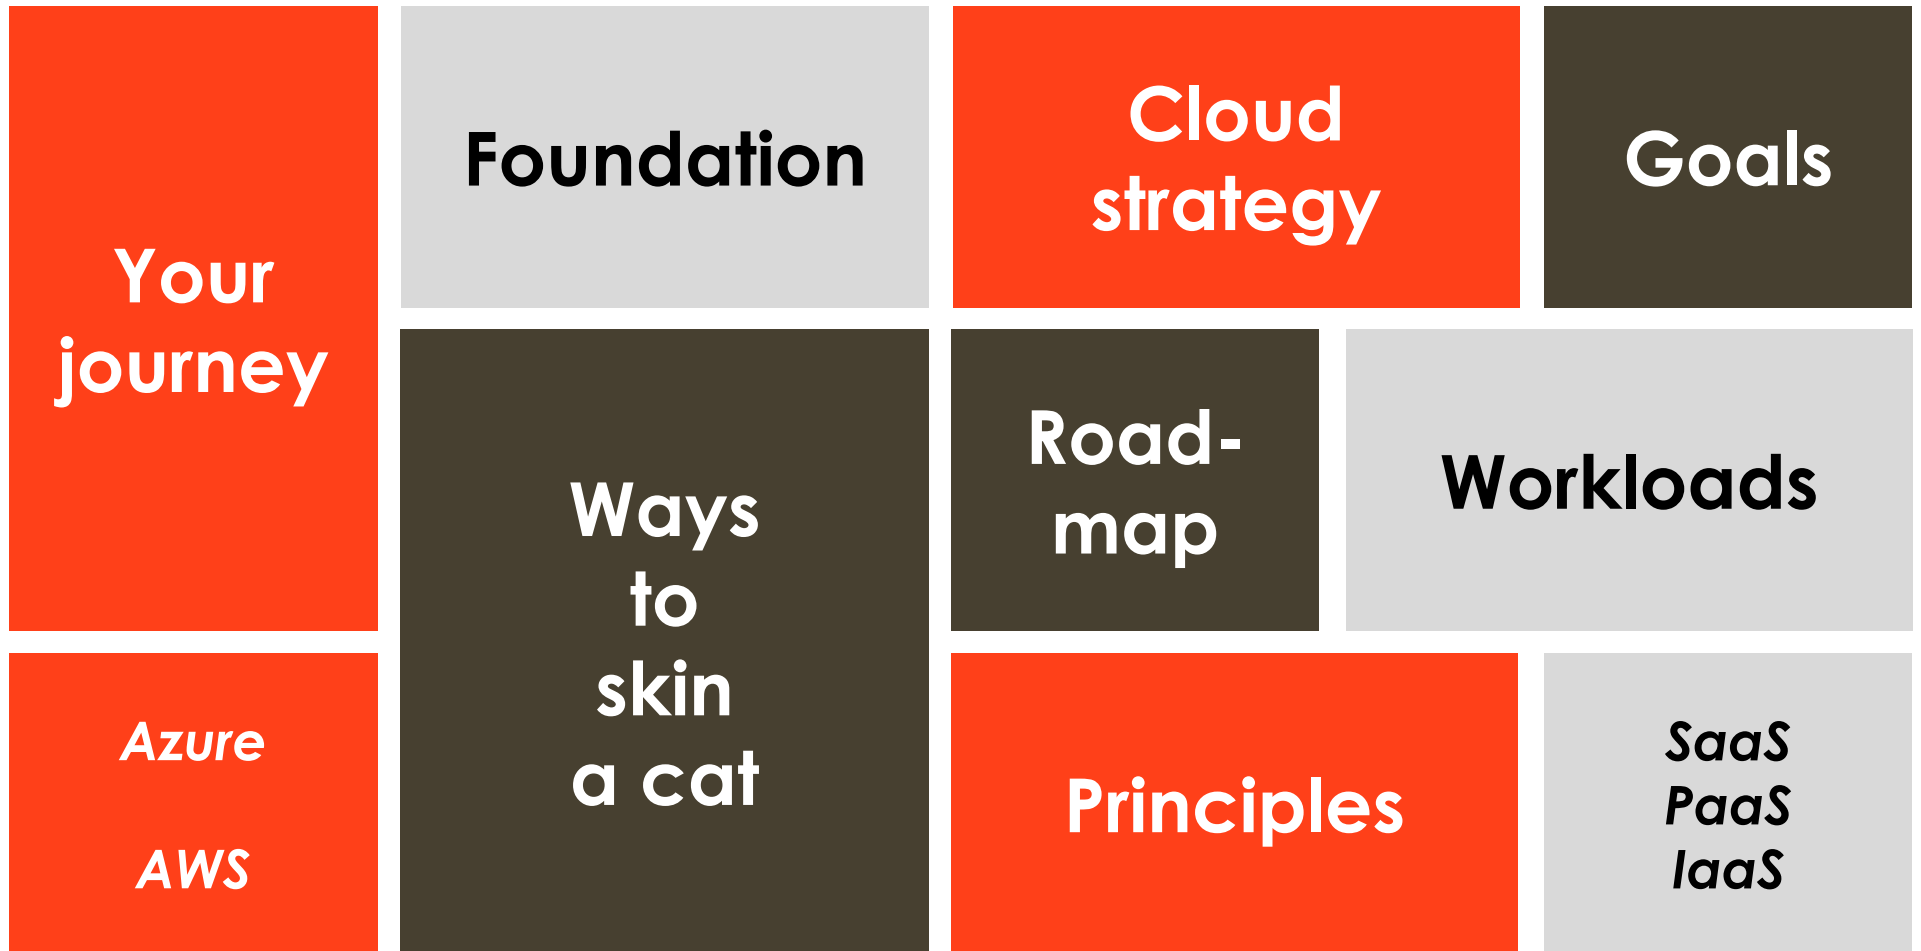 Your
journey
Foundation
Cloud
strategy
Goals
Ways
to
skin
a cat
Road-
map
Workloads
Azure
AWS
Principles
SaaS
PaaS
IaaS